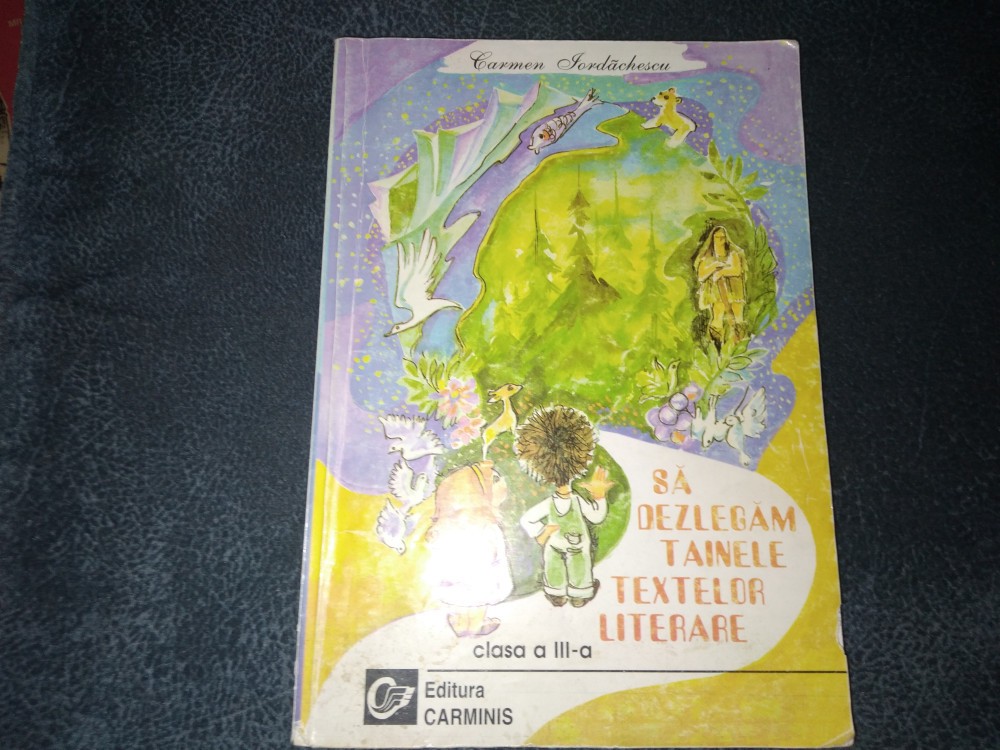 Carmen Iordăchescu
SĂ
DEZLEGĂM
TAINELE
TEXTELOR
LITERARE
clasa a III-a
Editura
CARMINIS